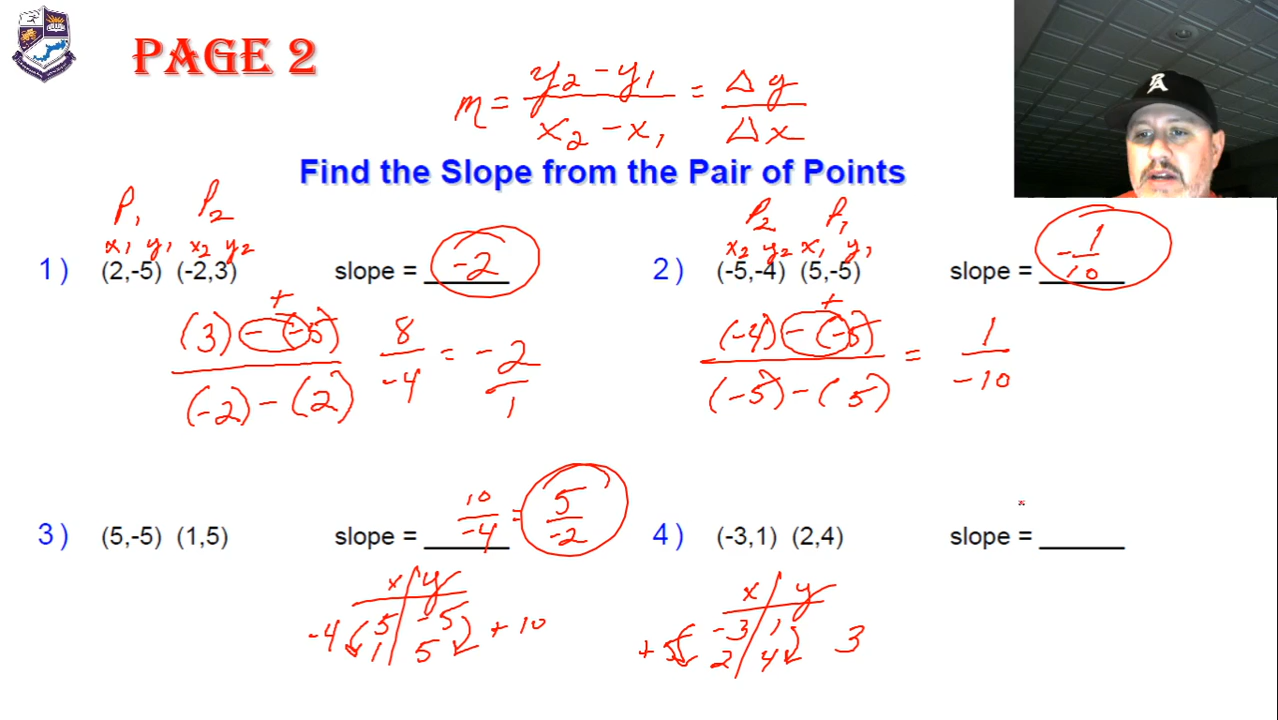 PAGE 2
m = y2 - y1 / x2 - x1 = Δy / Δx
Find the Slope from the Pair of Points
P1 P2
x1 y1 x2 y2
1) (2,-5) (-2,3) slope = -2
(3) - (-5) / (-2) - (2) + 8 / -4 = -2 / 1
P2 P1
x2 y2 x1 y1
2) (-5,-4) (5,-5) slope = -1/10
(-4) - (-5) / (-5) - (5) + = 1 / -10
3) (5,-5) (1,5) slope = 10 / -4 = 5 / -2
x | y
-4 5 | -5 + 10
1 | 5
4) (-3,1) (2,4) slope =
x | y
+5 -3 | 1 3
2 | 4